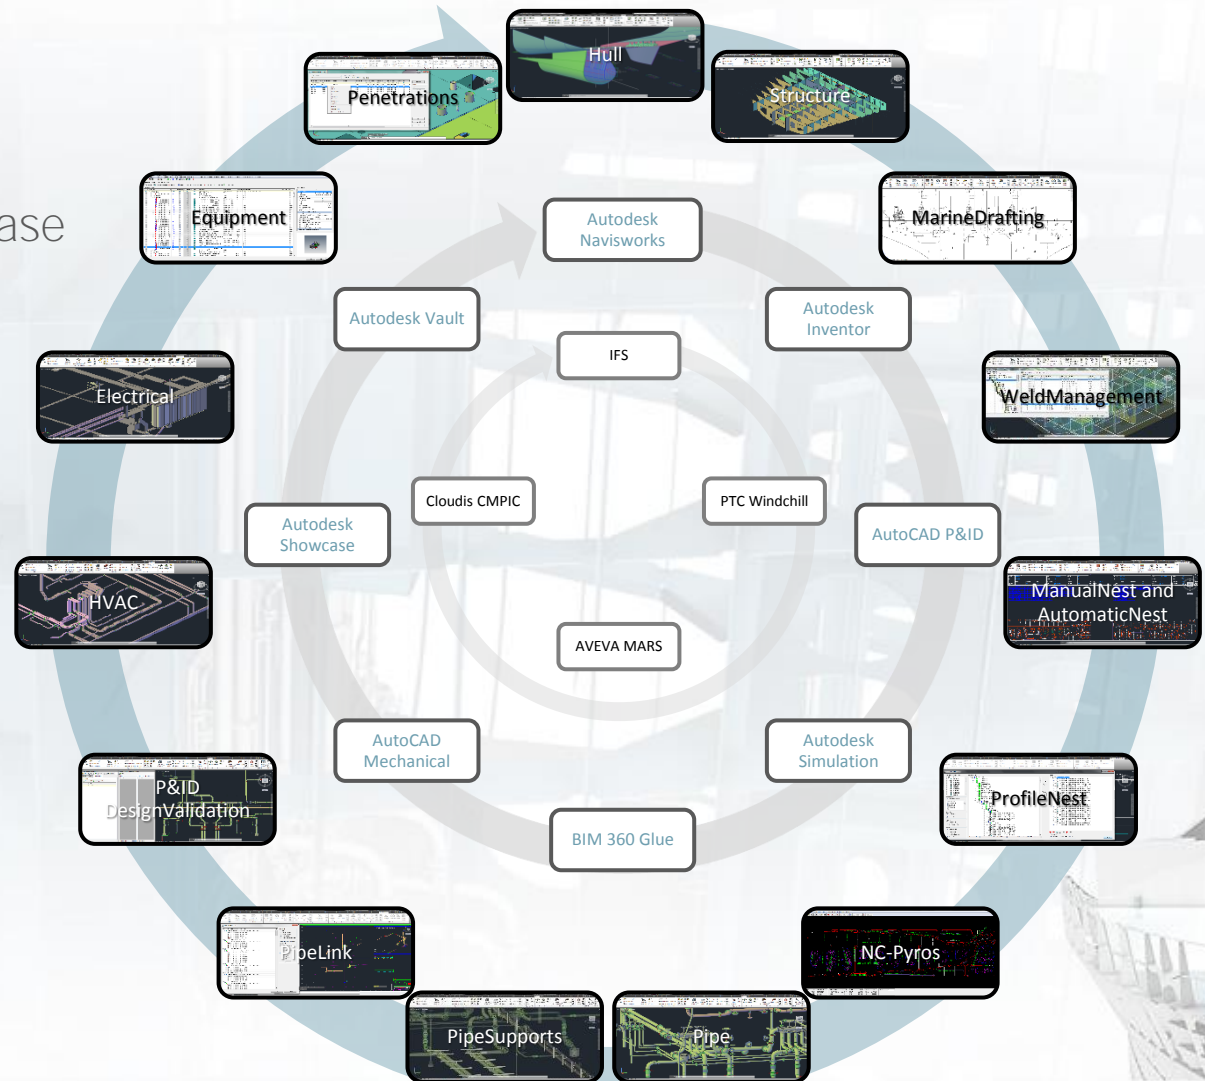 Hull
Structure
Penetrations
Equipment
MarineDrafting
ase
Autodesk
Navisworks
Autodesk Vault
Autodesk
Inventor
IFS
Electrical
WeldManagement
Cloudis CMPIC
PTC Windchill
Autodesk
Showcase
AutoCAD P&ID
HVAC
ManualNest and
AutomaticNest
AVEVA MARS
AutoCAD
Mechanical
Autodesk
Simulation
P&ID
DesignValidation
ProfileNest
BIM 360 Glue
PipeLink
NC-Pyros
PipeSupports
Pipe